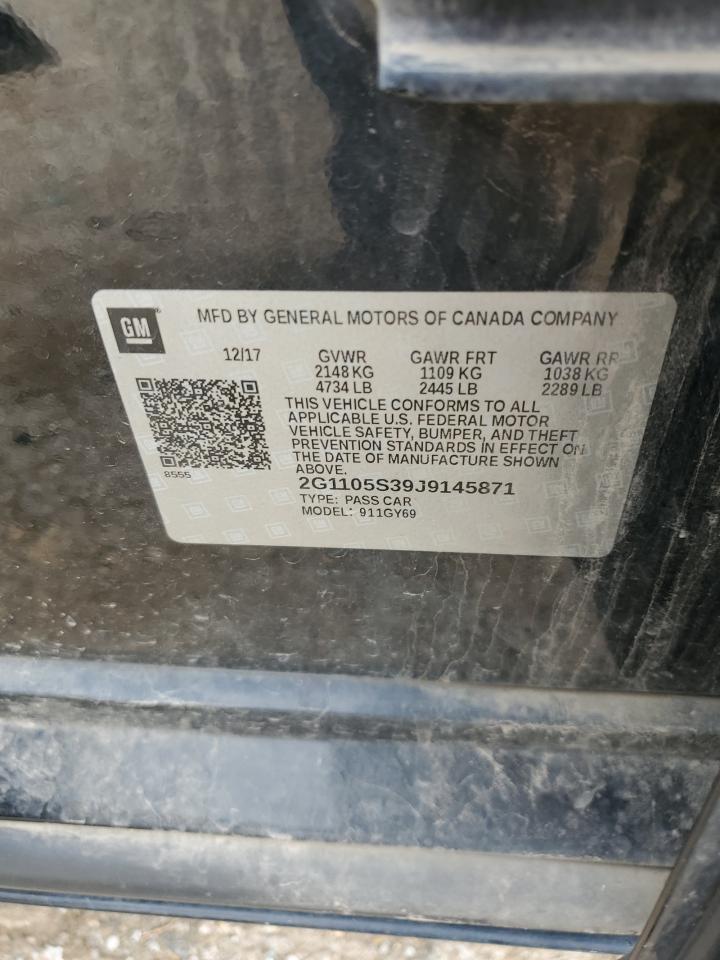 GM
MFD BY GENERAL MOTORS OF CANADA COMPANY
12/17 GVWR GAWR FRT GAWR RR
2148 KG 1109 KG 1038 KG
4734 LB 2445 LB 2289 LB
THIS VEHICLE CONFORMS TO ALL
APPLICABLE U.S. FEDERAL MOTOR
VEHICLE SAFETY, BUMPER, AND THEFT
PREVENTION STANDARDS IN EFFECT ON
THE DATE OF MANUFACTURE SHOWN
ABOVE.
8555
2G1105S39J9145871
TYPE: PASS CAR
MODEL: 911GY69